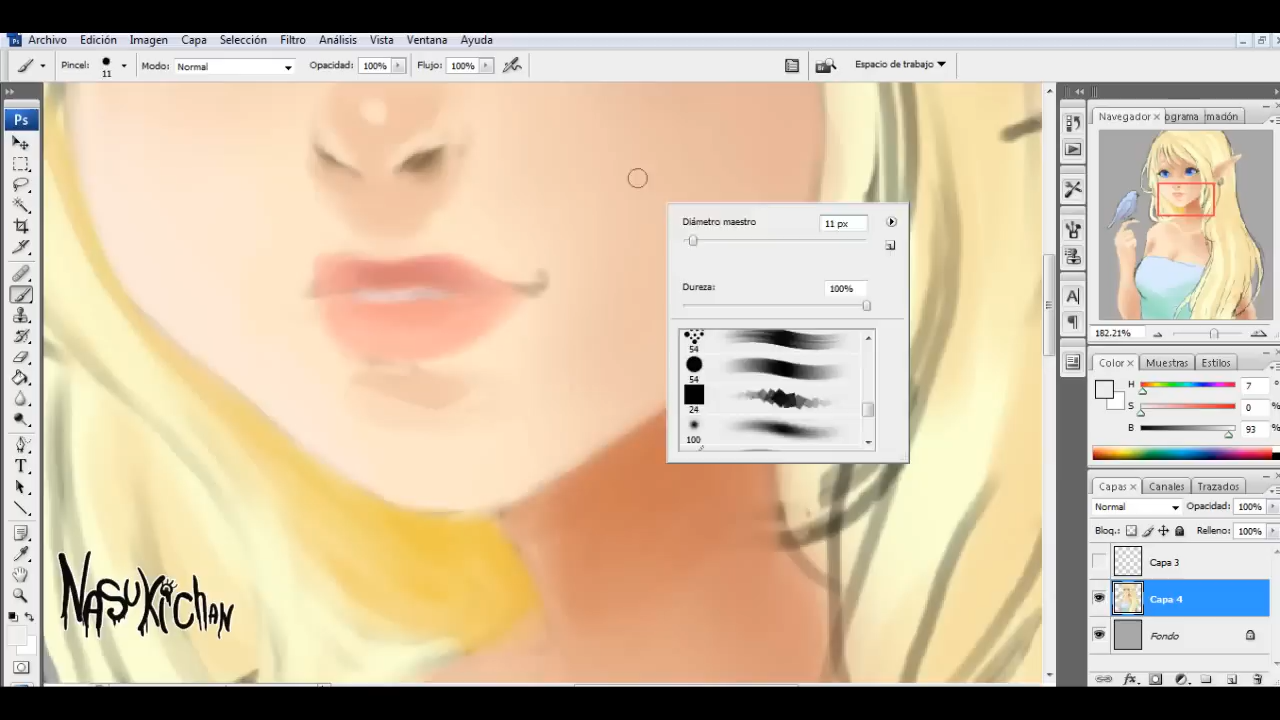 Archivo Edición Imagen Capa Selección Filtro Análisis Vista Ventana Ayuda
Pincel: 11 Modo: Normal Opacidad: 100% Flujo: 100% Espacio de trabajo
Ps
Navegador ograma mación
182.21%
Diámetro maestro 11 px
Dureza: 100%
54
54
24
100
Color Muestras Estilos
H 7 °
S 0 %
B 93 %
Capas Canales Trazados
Normal Opacidad: 100%
Bloq.: Relleno: 100%
Capa 3
Capa 4
Fondo
NasukiChan